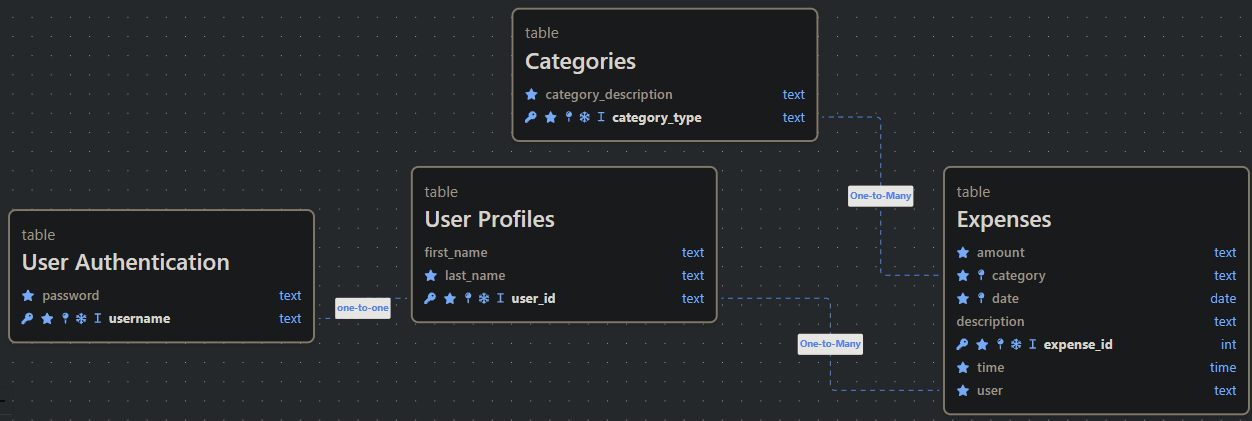 table
Categories
category_description text
category_type text
One-to-Many
table
User Authentication
password text
username text
one-to-one
table
User Profiles
first_name text
last_name text
user_id text
One-to-Many
table
Expenses
amount text
category text
date date
description text
expense_id int
time time
user text